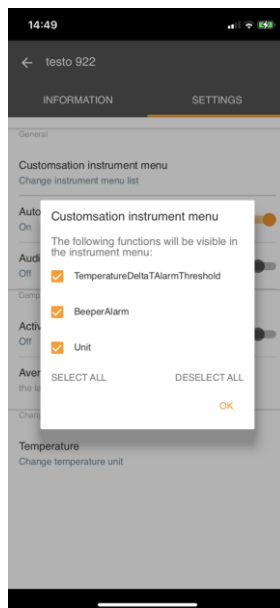 14:49
testo 922
INFORMATION
SETTINGS
General
Customsation instrument menu
Change instrument menu list
Auto
On
Audi
Off
Damp
Activ
Off
Aver
the la
Chang
Temperature
Change temperature unit
Customsation instrument menu
The following functions will be visible in
the instrument menu:
TemperatureDeltaTAlarmThreshold
BeeperAlarm
Unit
SELECT ALL
DESELECT ALL
OK